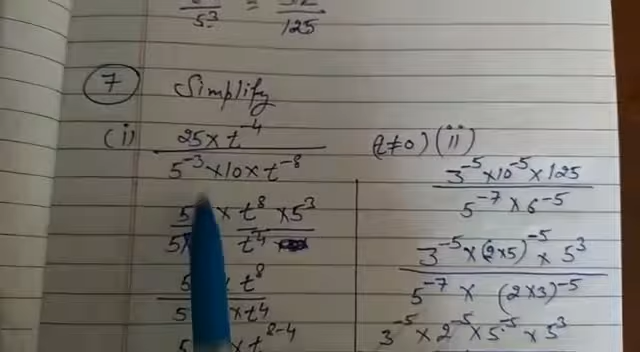 5³ = 125
7 Simplify
(i) 25 × t⁻⁴ / 5⁻³ × 10 × t⁻⁸ (t≠0)
× t⁸ × 5³ / t⁴
t⁸ / × t⁴
× t⁸⁻⁴
(ii) 3⁻⁵ × 10⁻⁵ × 125 / 5⁻⁷ × 6⁻⁵
3⁻⁵ × (2×5)⁻⁵ × 5³ / 5⁻⁷ × (2×3)⁻⁵
3⁻⁵ × 2⁻⁵ × 5⁻⁵ × 5³